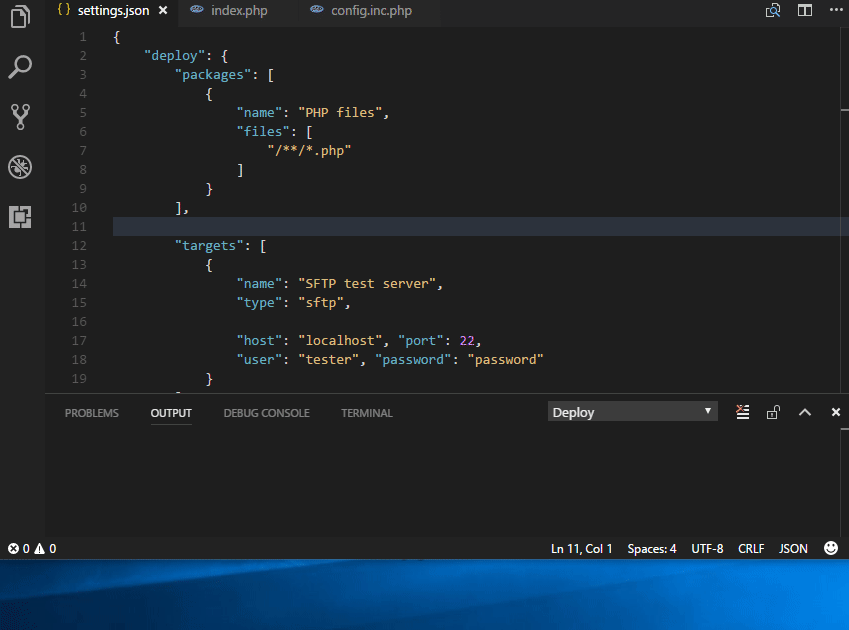 {} settings.json × index.php config.inc.php ···
1 {
2 "deploy": {
3 "packages": [
4 {
5 "name": "PHP files",
6 "files": [
7 "/**/*.php"
8 ]
9 }
10 ],
11
12 "targets": [
13 {
14 "name": "SFTP test server",
15 "type": "sftp",
16
17 "host": "localhost", "port": 22,
18 "user": "tester", "password": "password"
19 }
PROBLEMS OUTPUT DEBUG CONSOLE TERMINAL Deploy
0 0 Ln 11, Col 1 Spaces: 4 UTF-8 CRLF JSON